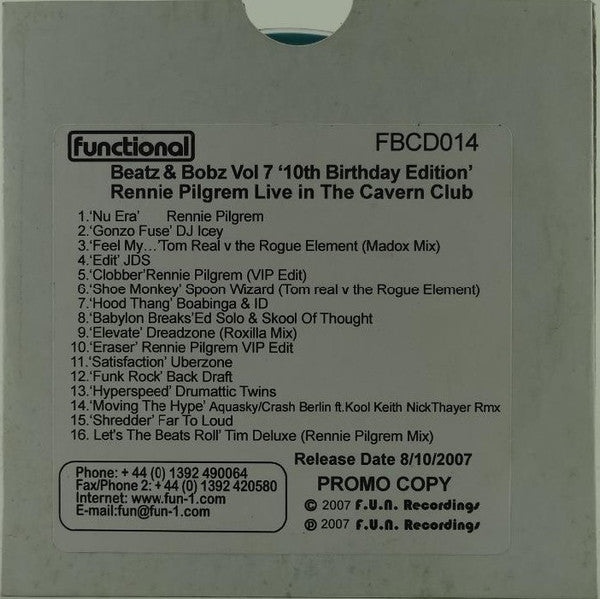 functional FBCD014
Beatz & Bobz Vol 7 '10th Birthday Edition'
Rennie Pilgrem Live in The Cavern Club
1.'Nu Era' Rennie Pilgrem
2.'Gonzo Fuse' DJ Icey
3.'Feel My...'Tom Real v the Rogue Element (Madox Mix)
4.'Edit' JDS
5.'Clobber'Rennie Pilgrem (VIP Edit)
6.'Shoe Monkey' Spoon Wizard (Tom real v the Rogue Element)
7.'Hood Thang' Boabinga & ID
8.'Babylon Breaks'Ed Solo & Skool Of Thought
9.'Elevate' Dreadzone (Roxilla Mix)
10.'Eraser' Rennie Pilgrem VIP Edit
11.'Satisfaction' Uberzone
12.'Funk Rock' Back Draft
13.'Hyperspeed' Drumattic Twins
14.'Moving The Hype' Aquasky/Crash Berlin ft.Kool Keith NickThayer Rmx
15.'Shredder' Far To Loud
16. Let's The Beats Roll' Tim Deluxe (Rennie Pilgrem Mix)
Release Date 8/10/2007
Phone: + 44 (0) 1392 490064
Fax/Phone 2: + 44 (0) 1392 420580
Internet: www.fun-1.com
E-mail:fun@fun-1.com
PROMO COPY
© 2007 F.U.N. Recordings
℗ 2007 F.U.N. Recordings